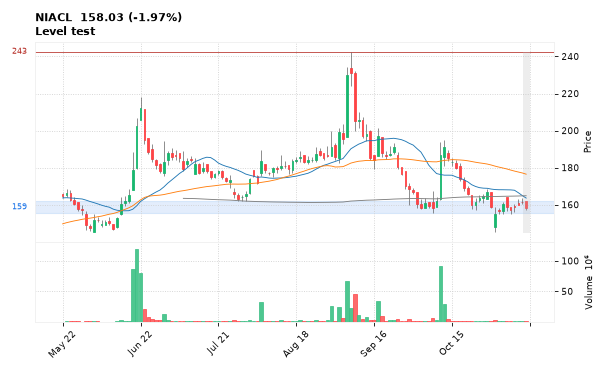 NIACL 158.03 (-1.97%)
Level test
243
240
220
200
180
159
160
Price
100
50
Volume 10⁴
May 22
Jun 22
Jul 21
Aug 18
Sep 16
Oct 15